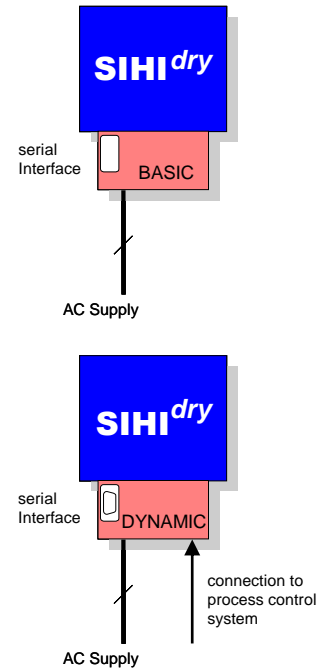 SIHI dry
serial
Interface
BASIC
AC Supply
SIHI dry
serial
Interface
DYNAMIC
connection to
process control
system
AC Supply